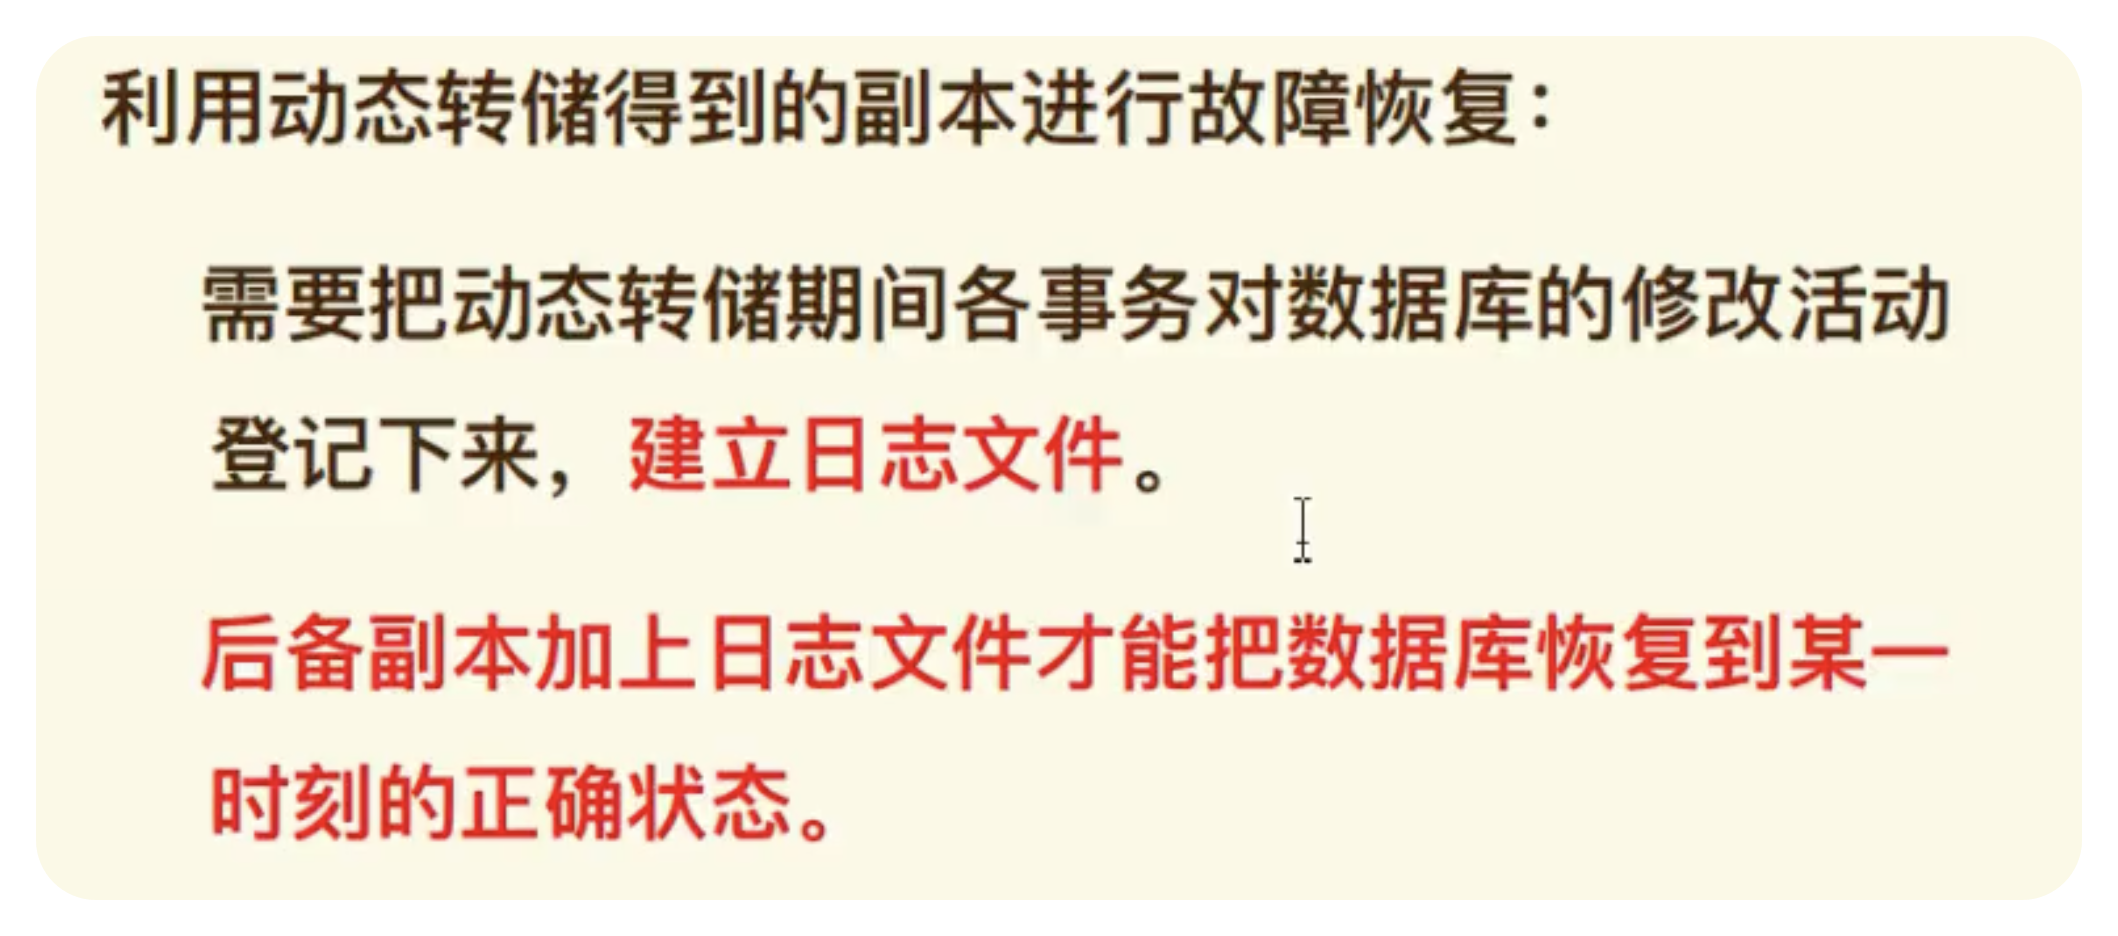 利用动态转储得到的副本进行故障恢复：
需要把动态转储期间各事务对数据库的修改活动
登记下来，建立日志文件。
后备副本加上日志文件才能把数据库恢复到某一
时刻的正确状态。